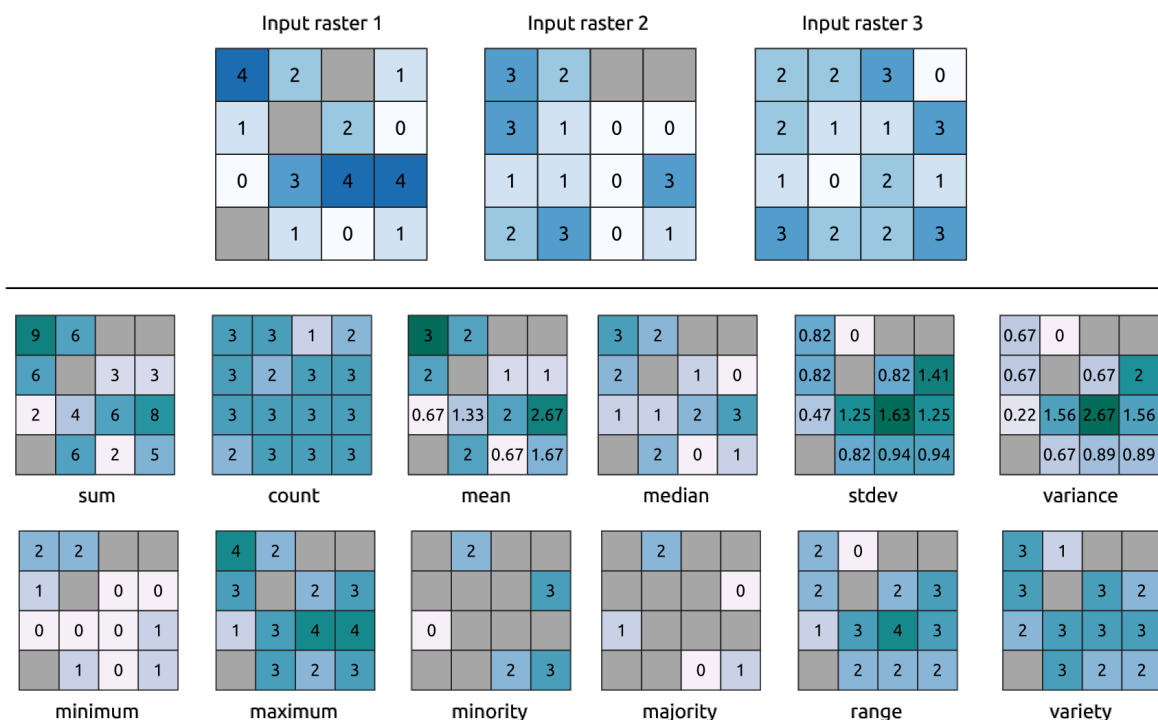 Input raster 1 Input raster 2 Input raster 3
4 2 1 3 2 2 2 3 0
1 2 0 3 1 0 0 2 1 1 3
0 3 4 4 1 1 0 3 1 0 2 1
1 0 1 2 3 0 1 3 2 2 3
9 6 3 3 1 2 3 2 3 2 0.82 0 0.67 0
6 3 3 3 2 3 3 2 1 1 2 1 0 0.82 0.82 1.41 0.67 0.67 2
2 4 6 8 3 3 3 3 0.67 1.33 2 2.67 1 1 2 3 0.47 1.25 1.63 1.25 0.22 1.56 2.67 1.56
6 2 5 2 3 3 3 2 0.67 1.67 2 0 1 0.82 0.94 0.94 0.67 0.89 0.89
sum count mean median stdev variance
2 2 4 2 2 2 2 0 3 1
1 0 0 3 2 3 3 0 2 2 3 3 3 2
0 0 0 1 1 3 4 4 0 1 1 3 4 3 2 3 3 3
1 0 1 3 2 3 2 3 0 1 2 2 2 3 2 2
minimum maximum minority majority range variety